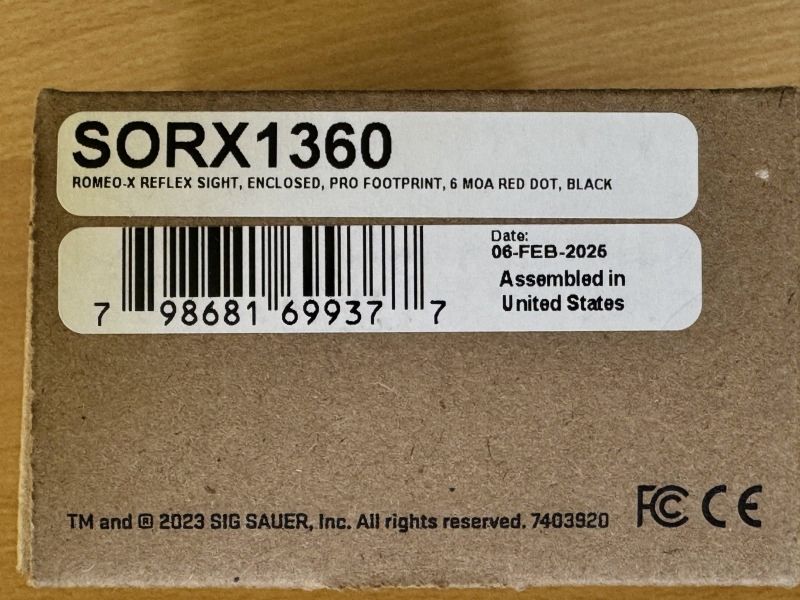 SORX1360
ROMEO-X REFLEX SIGHT, ENCLOSED, PRO FOOTPRINT, 6 MOA RED DOT, BLACK
Date:
06-FEB-2025
Assembled in
United States
7 98681 69937 7
TM and ® 2023 SIG SAUER, Inc. All rights reserved. 7403920
FC CE